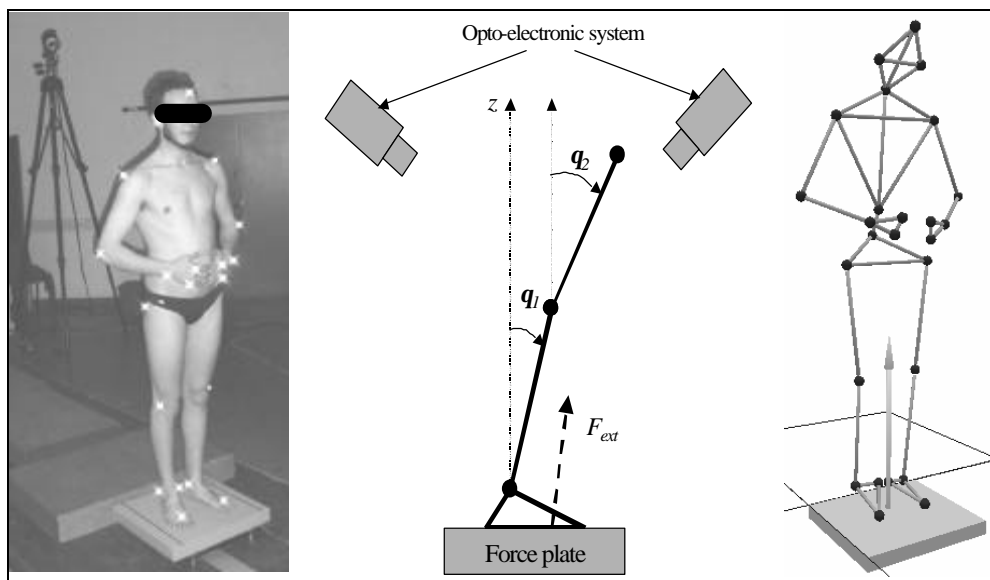 Opto-electronic system
z
q2
q1
Fext
Force plate